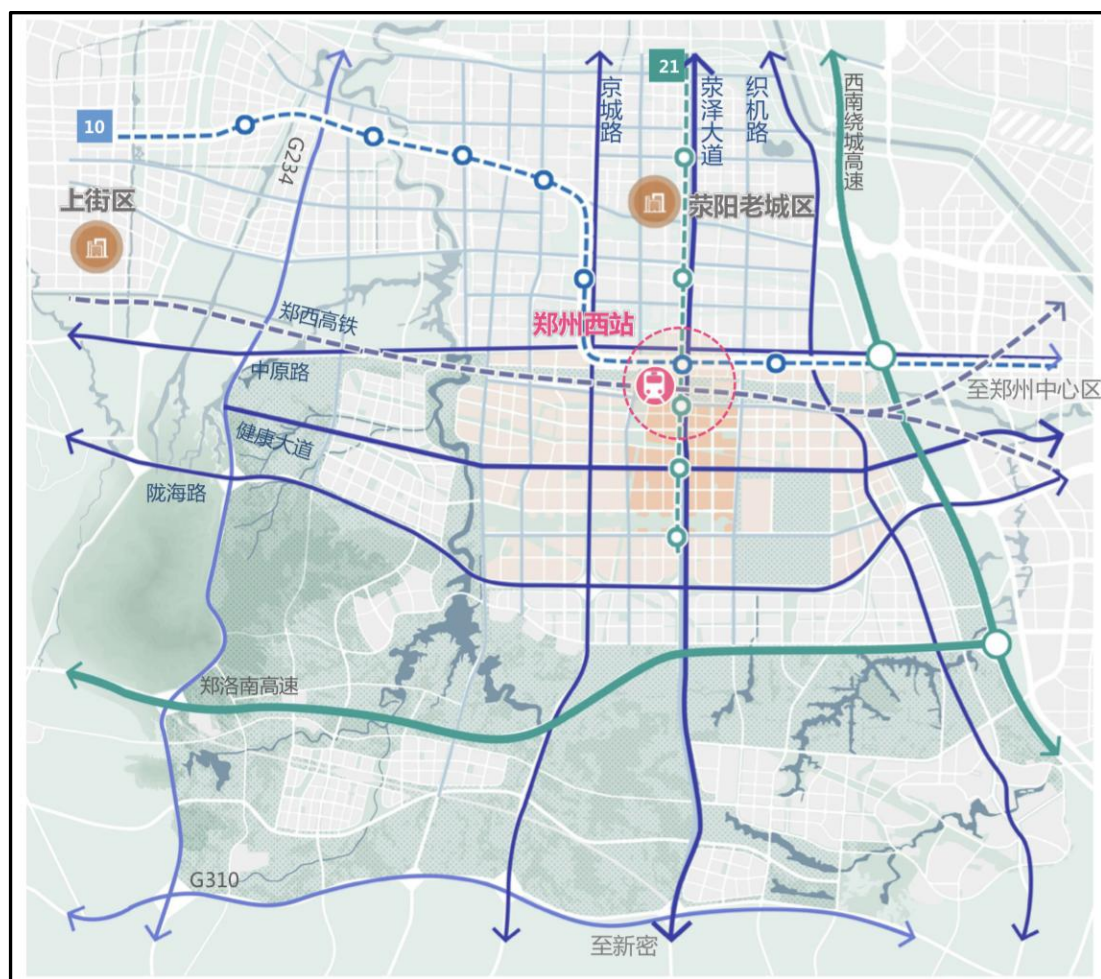 21
京城路
荥泽大道
织机路
西南绕城高速
10
G234
上街区
荥阳老城区
郑西高铁
郑州西站
中原路
至郑州中心区
健康大道
陇海路
郑洛南高速
G310
至新密